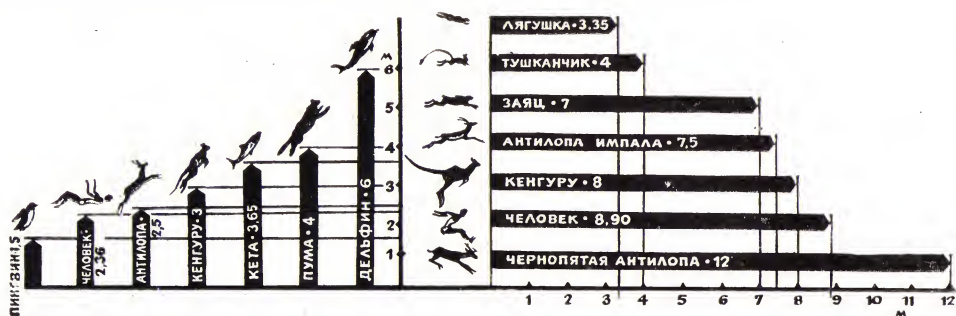 ПИНГВИН 1,5
ЧЕЛОВЕК • 2,36
АНТИЛОПА • 2,5
КЕНГУРУ • 3
КЕТА • 3,65
ПУМА • 4
ДЕЛЬФИН • 6
м
6
5
4
3
2
1
ЛЯГУШКА • 3.35
ТУШКАНЧИК • 4
ЗАЯЦ • 7
АНТИЛОПА ИМПАЛА • 7,5
КЕНГУРУ • 8
ЧЕЛОВЕК • 8,90
ЧЕРНОПЯТАЯ АНТИЛОПА • 12
1 2 3 4 5 6 7 8 9 10 11 12
м